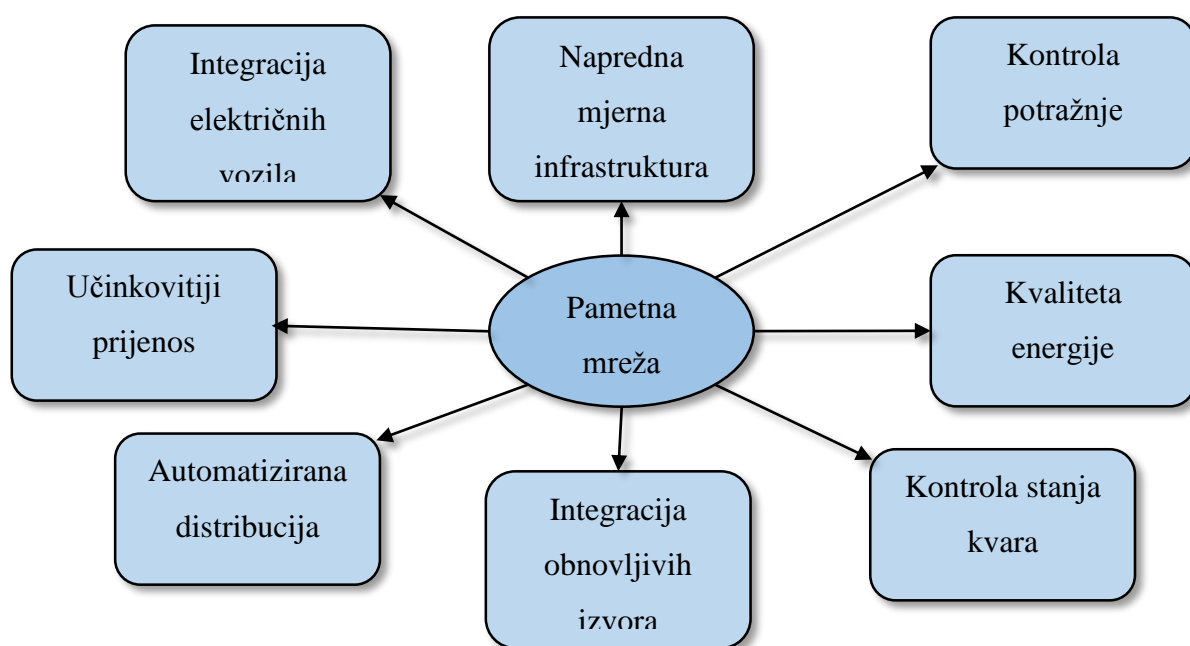 Integracija
električnih
vozila
Napredna
mjerna
infrastruktura
Kontrola
potražnje
Učinkovitiji
prijenos
Pametna
mreža
Kvaliteta
energije
Automatizirana
distribucija
Integracija
obnovljivih
izvora
Kontrola stanja
kvara